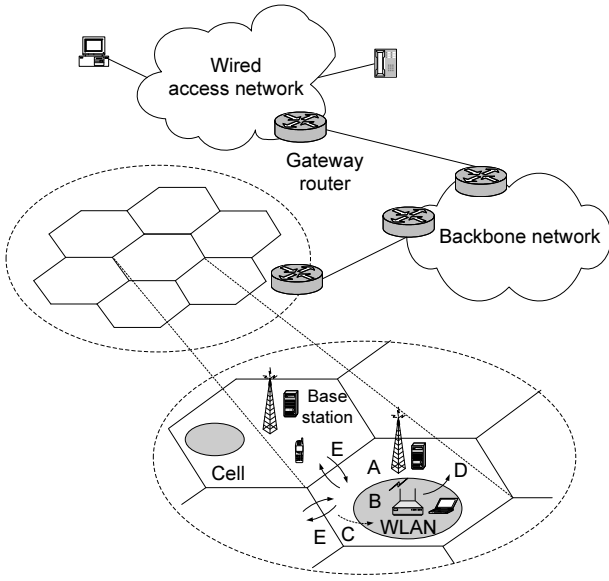 Wired
access network
Gateway
router
Backbone network
Base
station
Cell
E
A
D
B
WLAN
E
C